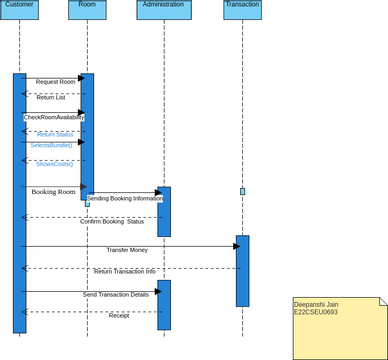 Customer
Room
Administration
Transaction
Request Room
Return List
CheckRoomAvailability
Return Status
SelectsBundle()
ShowsCosts()
Booking Room
Sending Booking Information
Confirm Booking Status
Transfer Money
Return Transaction Info
Send Transaction Details
Receipt
Deepanshi Jain
E22CSEU0693